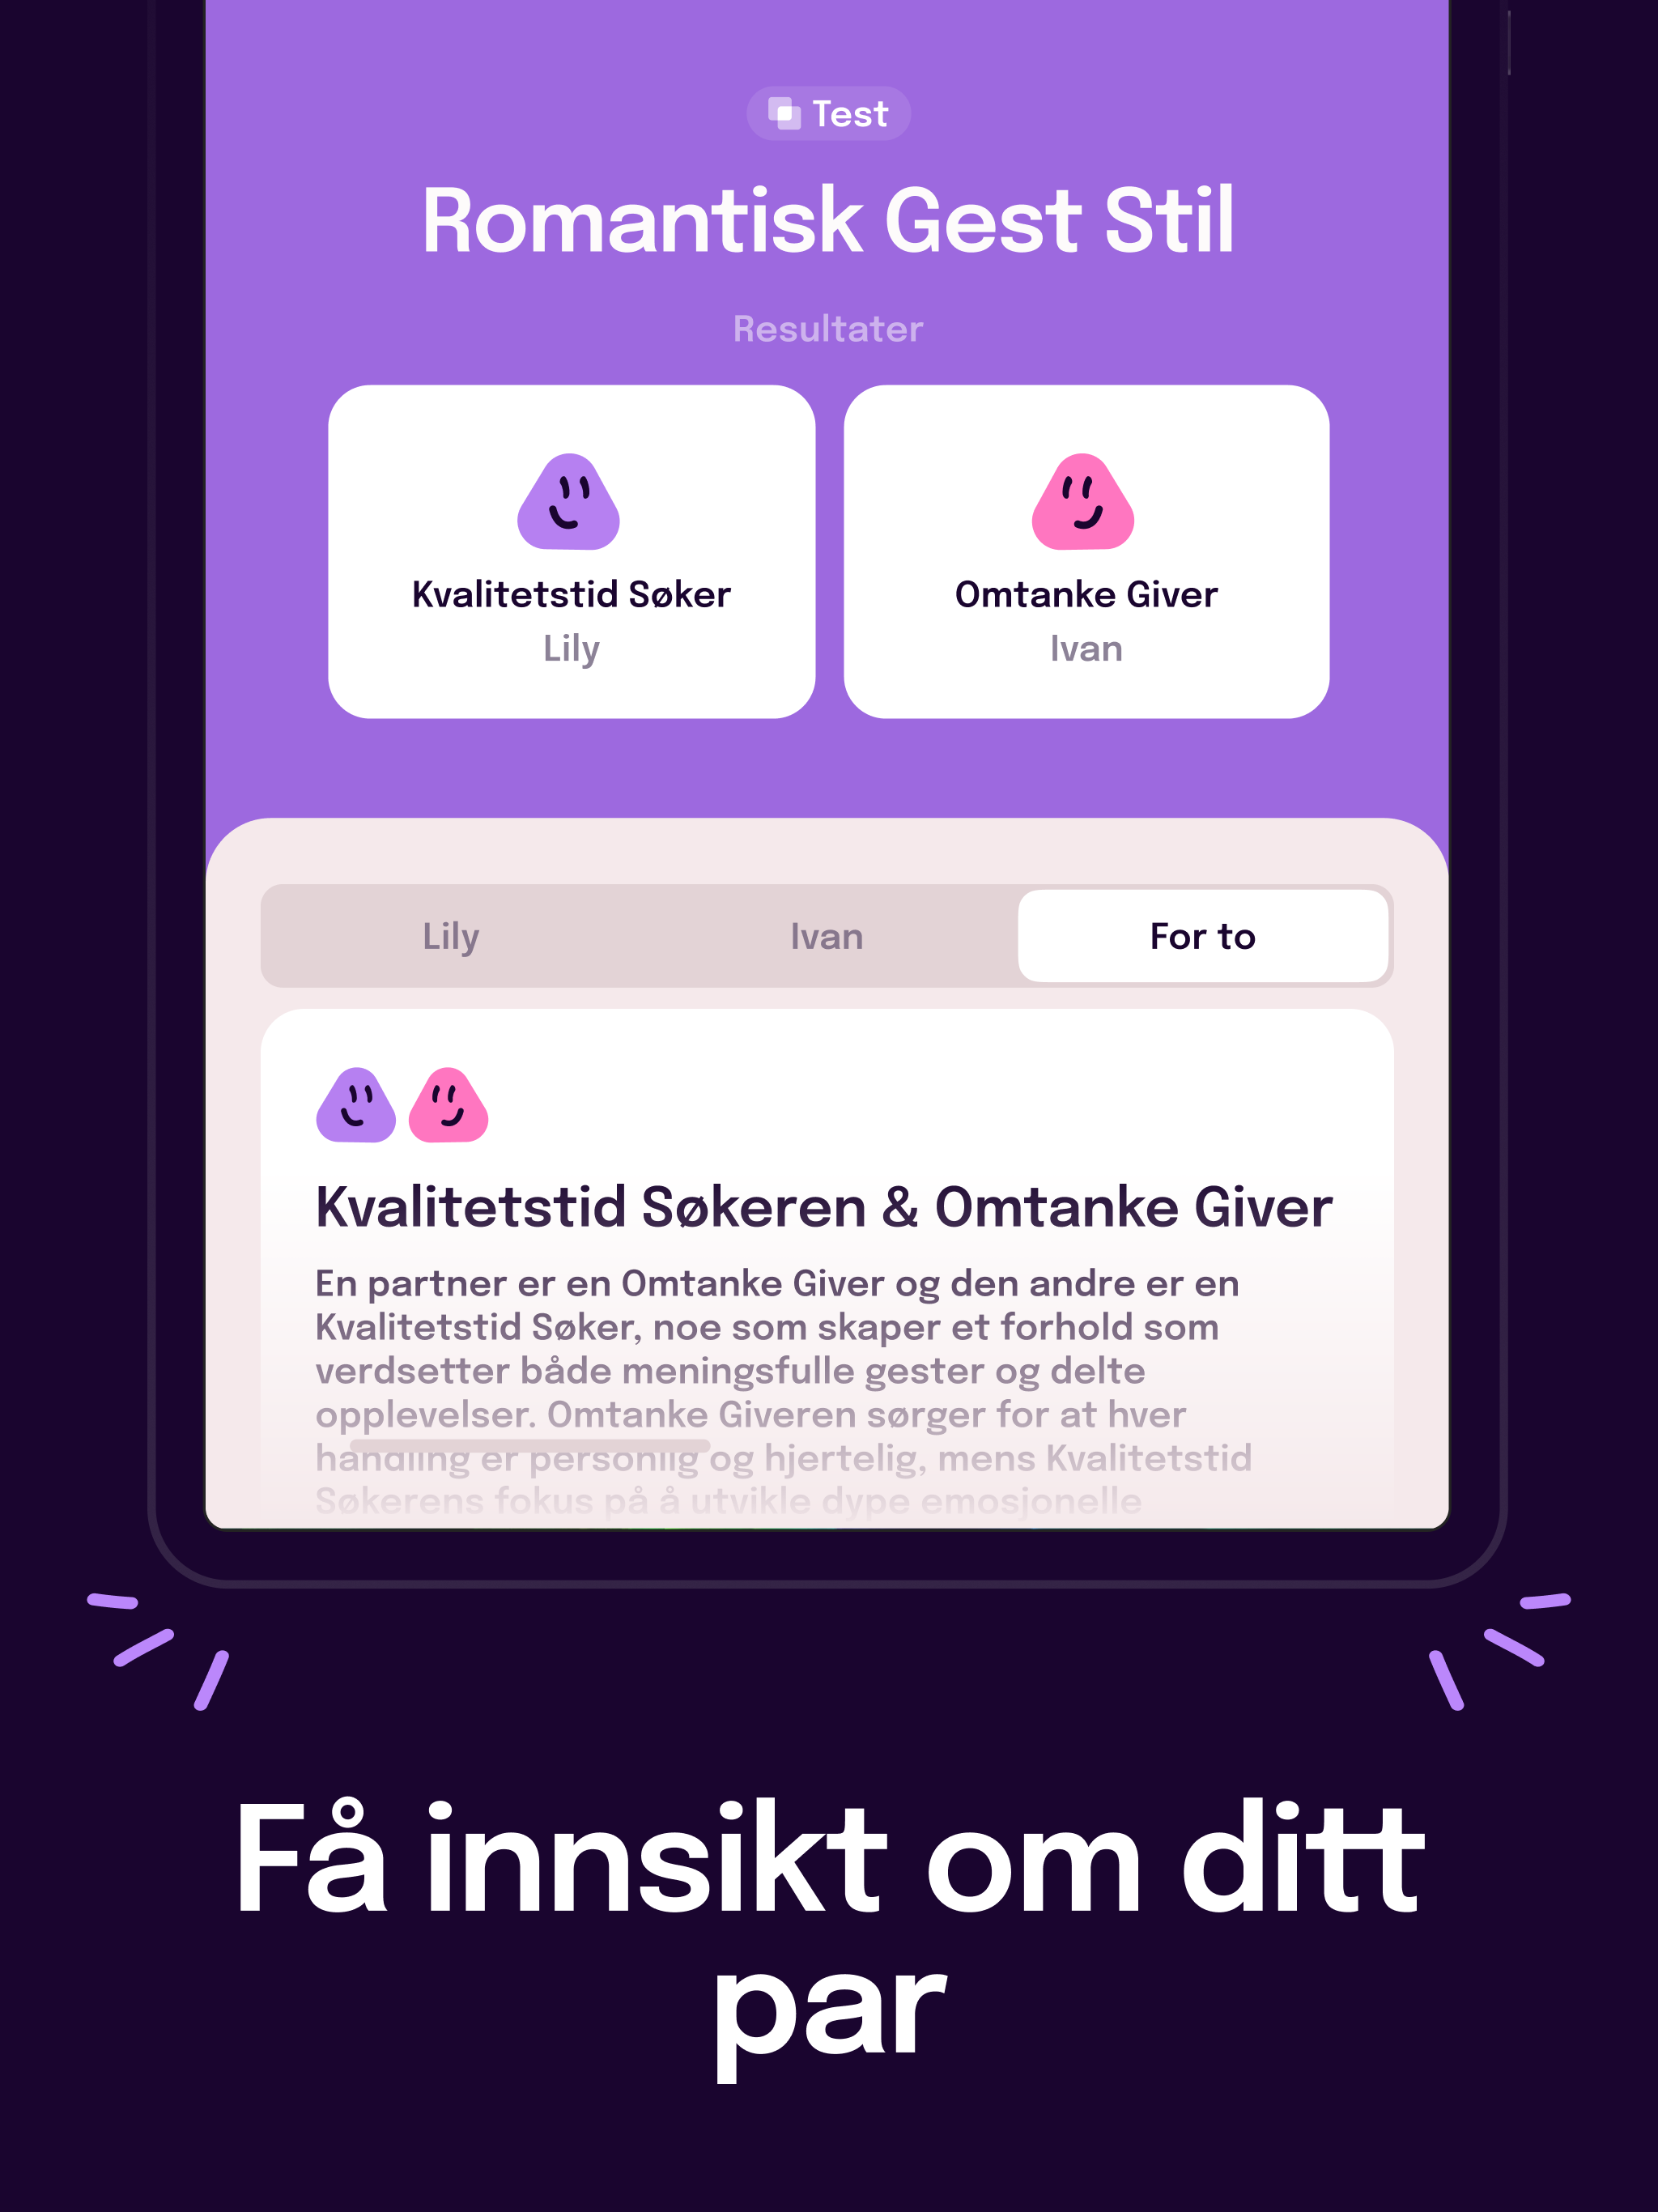 Test
Romantisk Gest Stil
Resultater
Kvalitetstid Søker
Lily
Omtanke Giver
Ivan
Lily
Ivan
For to
Kvalitetstid Søkeren & Omtanke Giver
En partner er en Omtanke Giver og den andre er en
Kvalitetstid Søker, noe som skaper et forhold som
verdsetter både meningsfulle gester og delte
opplevelser. Omtanke Giveren sørger for at hver
handling er personlig og hjertelig, mens Kvalitetstid
Søkerens fokus på å utvikle dype emosjonelle
Få innsikt om ditt
par